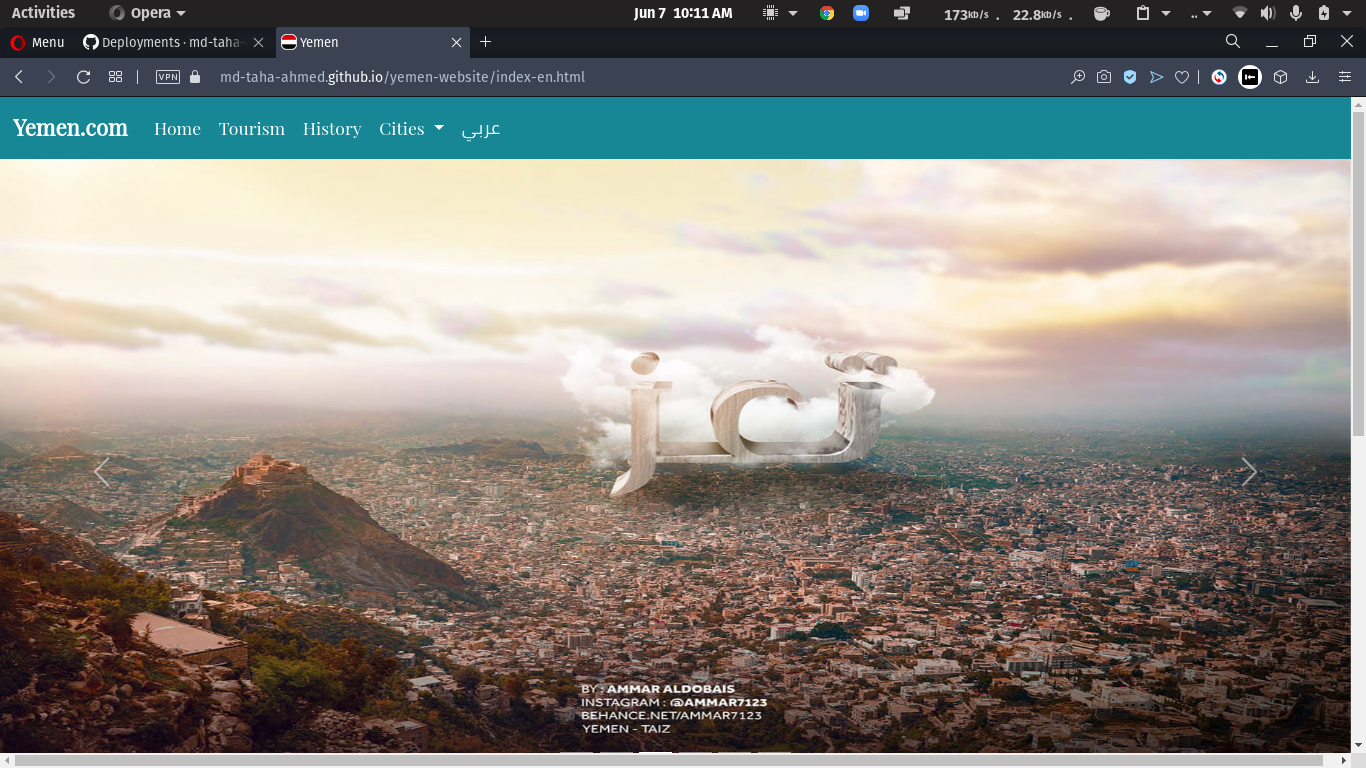 Activities Opera Jun 7 10:11 AM 173kb/s . 22.8kb/s . ..
Menu Deployments · md-taha- Yemen
VPN md-taha-ahmed.github.io/yemen-website/index-en.html
Yemen.com Home Tourism History Cities عربي
تعز
BY : AMMAR ALDOBAIS
INSTAGRAM : @AMMAR7123
BEHANCE.NET/AMMAR7123
YEMEN - TAIZ